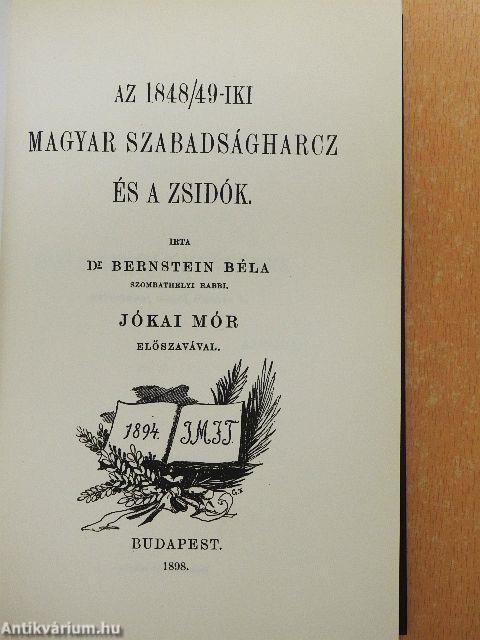 AZ 1848/49-IKI
MAGYAR SZABADSÁGHARCZ
ÉS A ZSIDÓK.
IRTA
Dr BERNSTEIN BÉLA
SZOMBATHELYI RABBI.
JÓKAI MÓR
ELŐSZAVÁVAL.
1894. IMIT.
G.I
BUDAPEST.
1898.
Antikvárium.hu